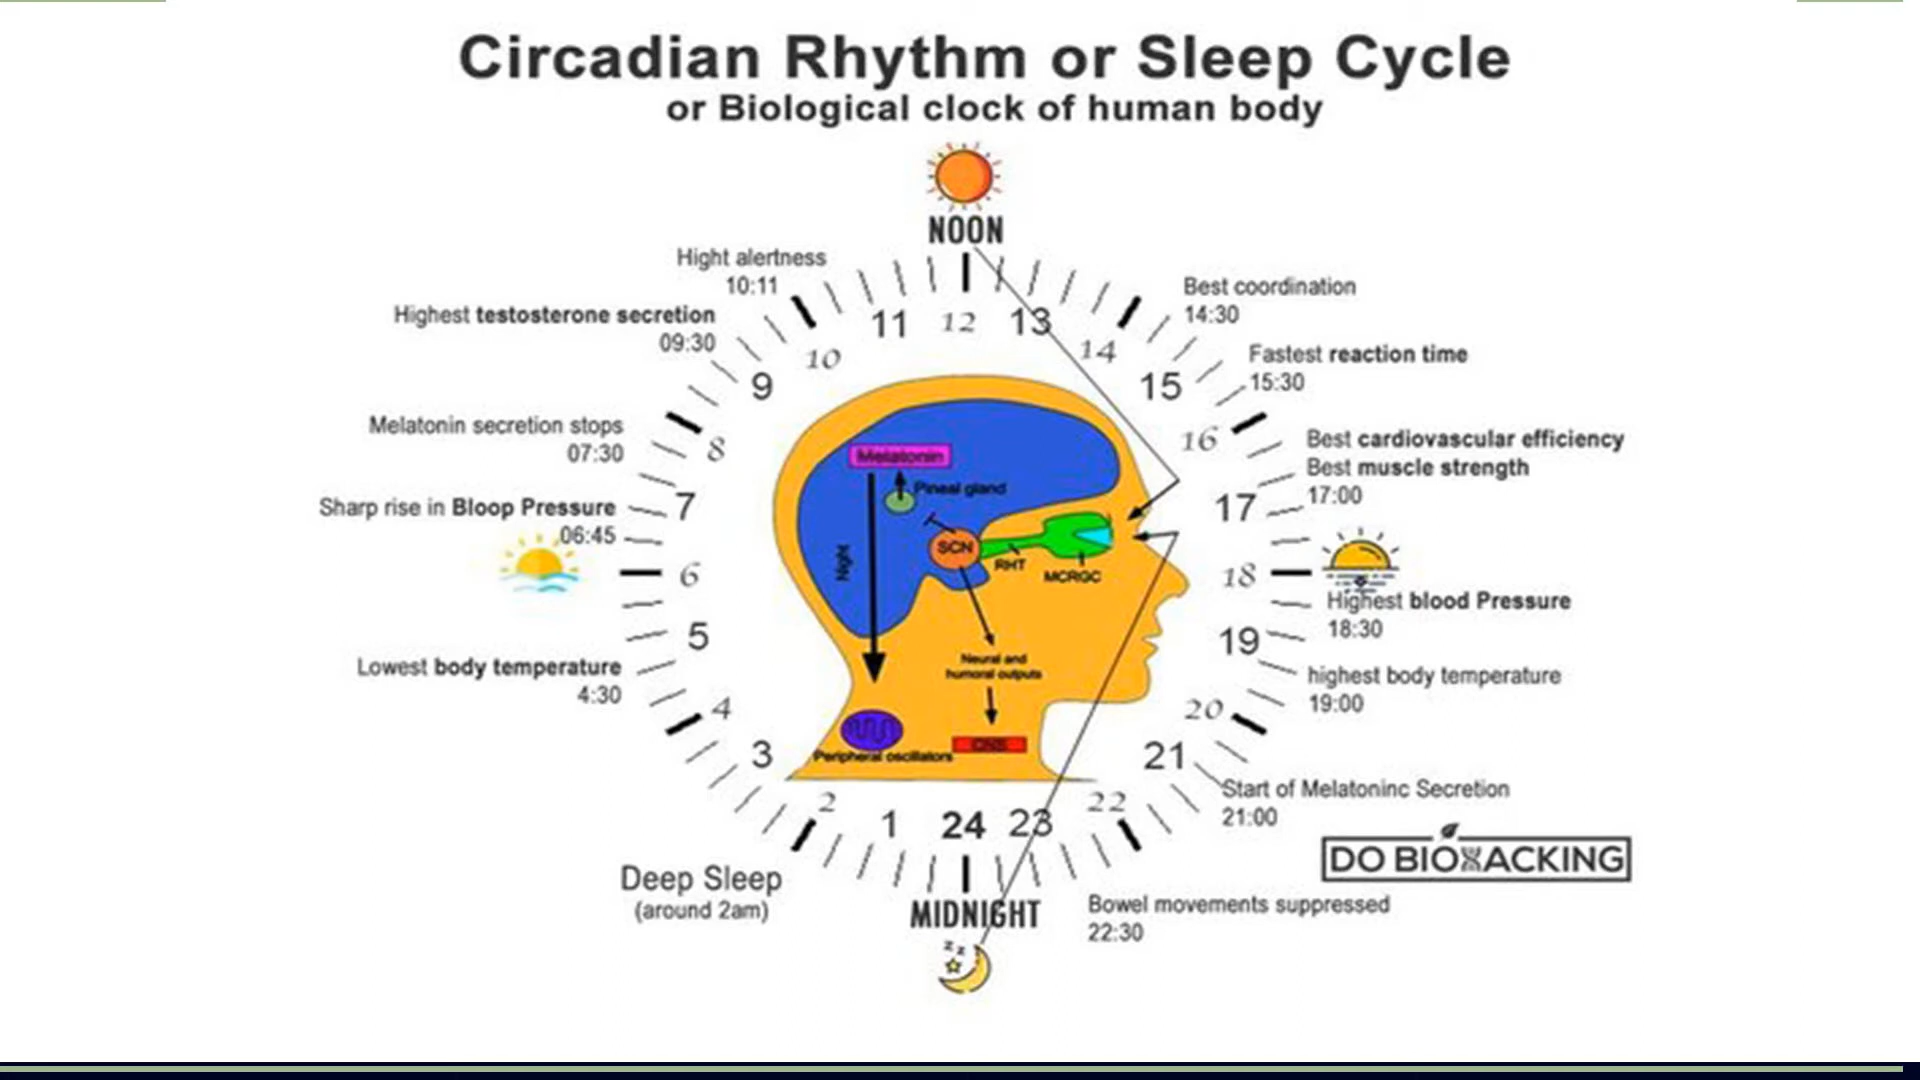 Circadian Rhythm or Sleep Cycle
or Biological clock of human body
NOON
Hight alertness
10:11
Highest testosterone secretion
09:30
Melatonin secretion stops
07:30
Sharp rise in Bloop Pressure
06:45
Lowest body temperature
4:30
Deep Sleep
(around 2am)
Best coordination
14:30
Fastest reaction time
15:30
Best cardiovascular efficiency
Best muscle strength
17:00
Highest blood Pressure
18:30
highest body temperature
19:00
Start of Melatoninc Secretion
21:00
DO BIOHACKING
Bowel movements suppressed
22:30
11
12
13
14
15
16
17
18
19
20
21
22
23
24
1
2
3
4
5
6
7
8
9
10
Melatonin
Pineal gland
Night
SCN
RHT
MCRGC
Neural and
humoral outputs
CNS
Peripheral oscillators
MIDNIGHT
z z